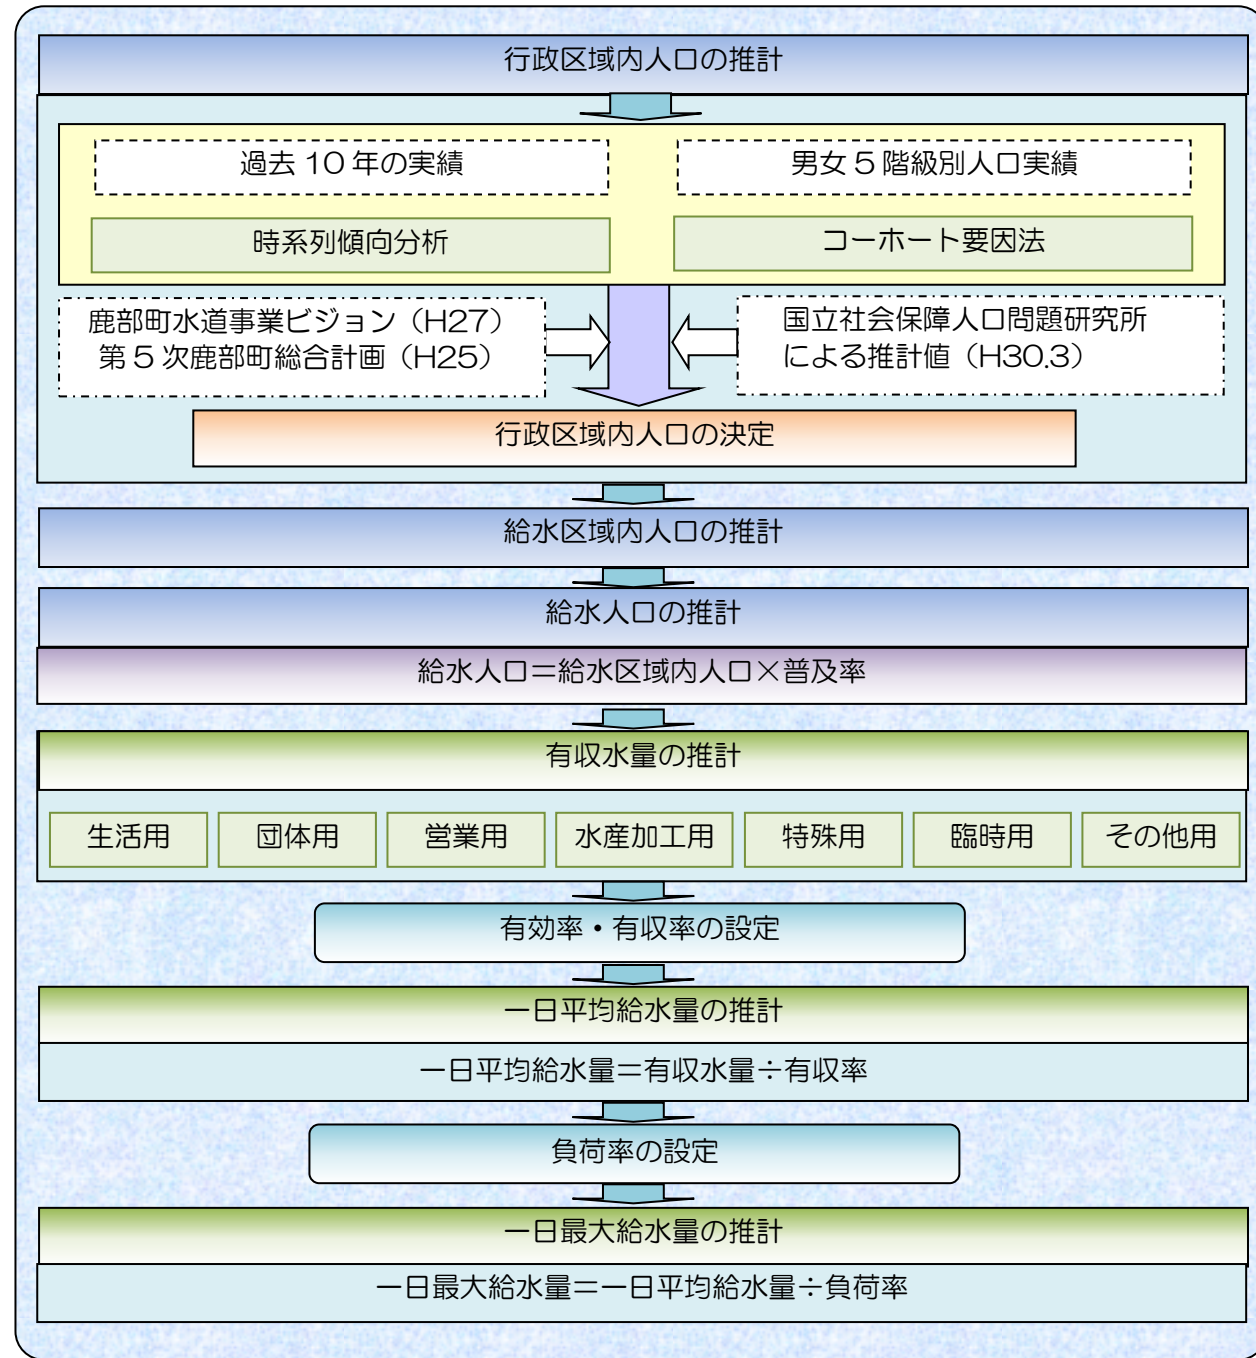 行政区域内人口の推計
過去 10 年の実績
男女 5 階級別人口実績
時系列傾向分析
コーホート要因法
鹿部町水道事業ビジョン（H27）
第 5 次鹿部町総合計画（H25）
国立社会保障人口問題研究所
による推計値（H30.3）
行政区域内人口の決定
給水区域内人口の推計
給水人口の推計
給水人口＝給水区域内人口×普及率
有収水量の推計
生活用
団体用
営業用
水産加工用
特殊用
臨時用
その他用
有効率・有収率の設定
一日平均給水量の推計
一日平均給水量＝有収水量÷有収率
負荷率の設定
一日最大給水量の推計
一日最大給水量＝一日平均給水量÷負荷率